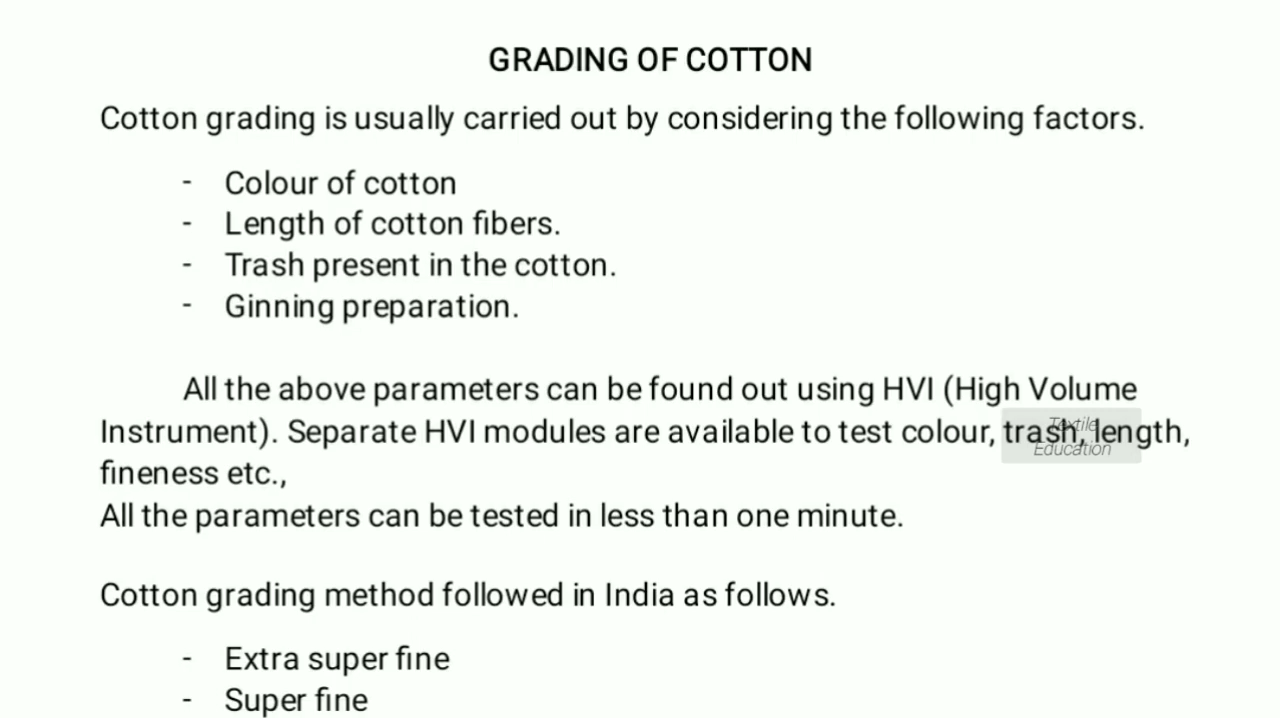 GRADING OF COTTON
Cotton grading is usually carried out by considering the following factors.
- Colour of cotton
- Length of cotton fibers.
- Trash present in the cotton.
- Ginning preparation.
All the above parameters can be found out using HVI (High Volume
Instrument). Separate HVI modules are available to test colour, trash, length,
Textile
Education
fineness etc.,
All the parameters can be tested in less than one minute.
Cotton grading method followed in India as follows.
- Extra super fine
- Super fine